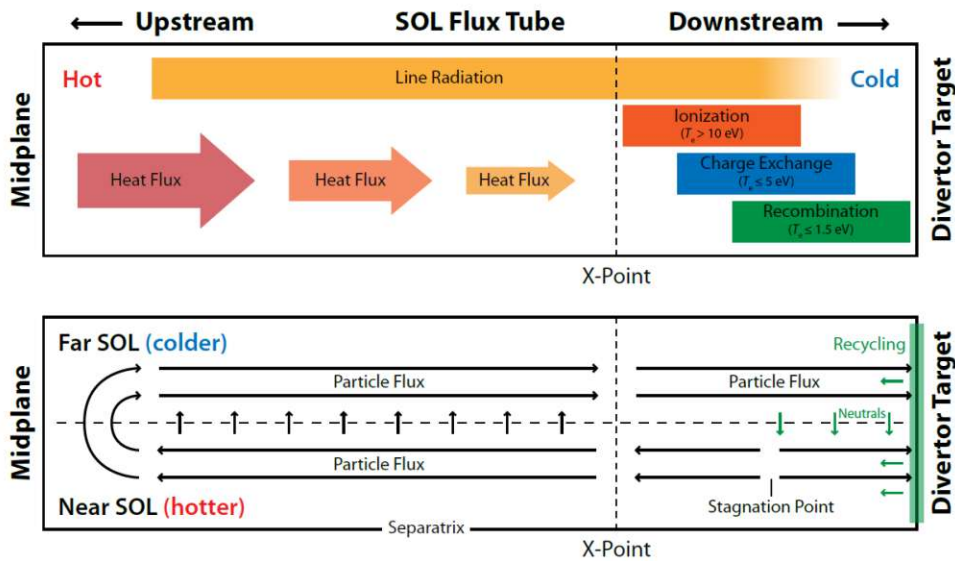 Upstream SOL Flux Tube Downstream
Midplane
Hot
Line Radiation
Cold
Divertor Target
Ionization
(Te > 10 eV)
Heat Flux
Heat Flux
Heat Flux
Charge Exchange
(Te ≤ 5 eV)
Recombination
(Te ≤ 1.5 eV)
X-Point
Midplane
Far SOL (colder)
Recycling
Divertor Target
Particle Flux
Particle Flux
Neutrals
Particle Flux
Stagnation Point
Near SOL (hotter)
Separatrix
X-Point